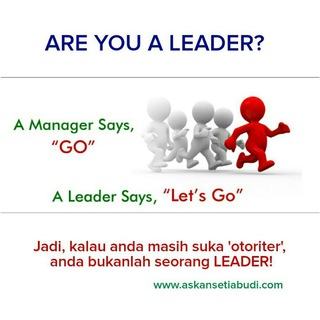 ARE YOU A LEADER?
A Manager Says,
“GO”
A Leader Says, “Let's Go”
Jadi, kalau anda masih suka 'otoriter',
anda bukanlah seorang LEADER!
www.askansetiabudi.com